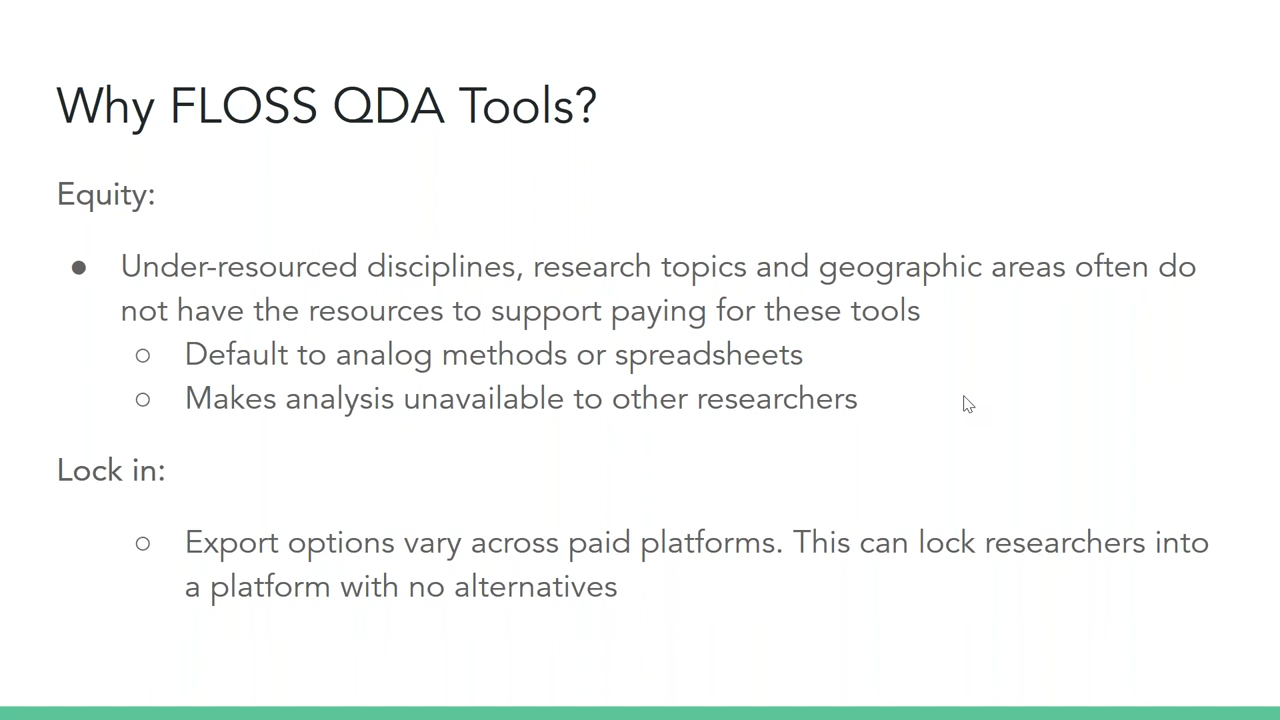 Why FLOSS QDA Tools?
Equity:
● Under-resourced disciplines, research topics and geographic areas often do
not have the resources to support paying for these tools
○ Default to analog methods or spreadsheets
○ Makes analysis unavailable to other researchers
Lock in:
○ Export options vary across paid platforms. This can lock researchers into
a platform with no alternatives